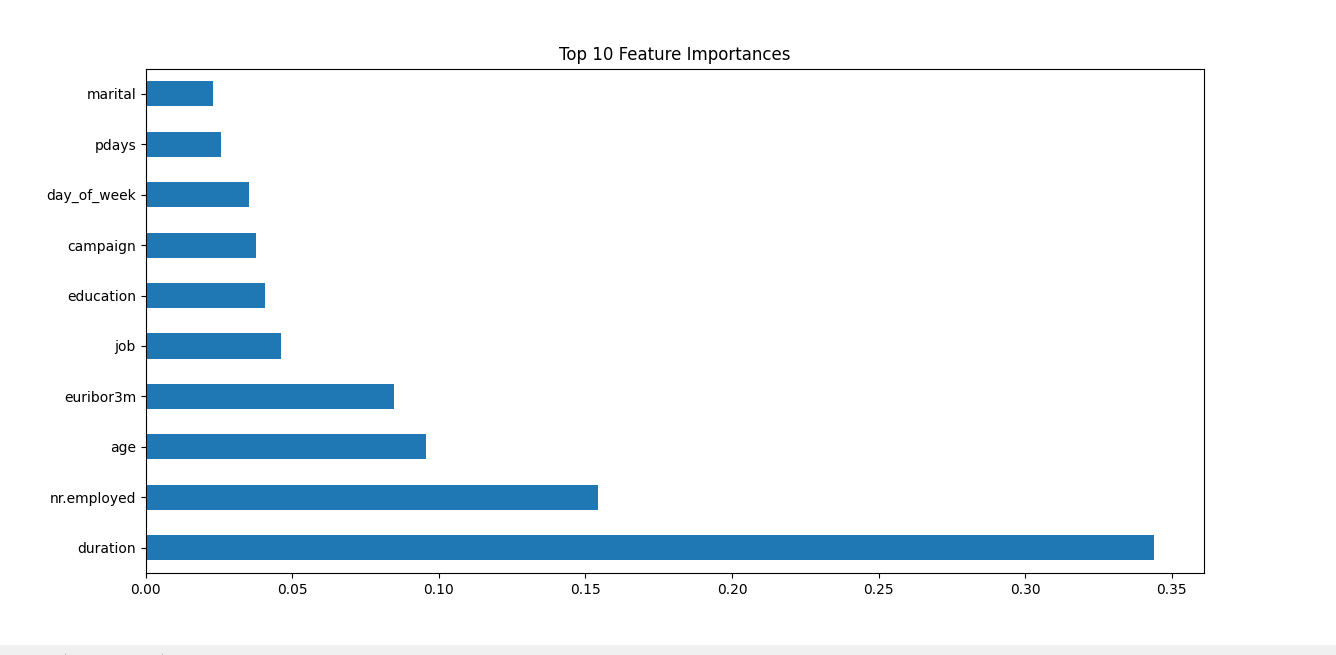 Top 10 Feature Importances
marital
pdays
day_of_week
campaign
education
job
euribor3m
age
nr.employed
duration
0.00 0.05 0.10 0.15 0.20 0.25 0.30 0.35